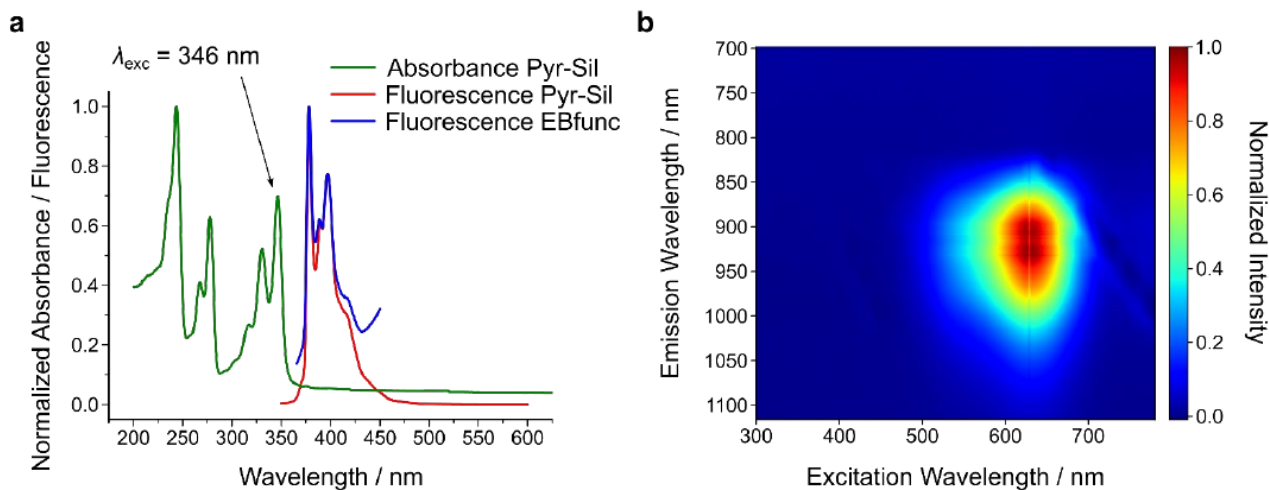 a
λexc = 346 nm
Absorbance Pyr-Sil
Fluorescence Pyr-Sil
Fluorescence EBfunc
Normalized Absorbance / Fluorescence
1.0
0.8
0.6
0.4
0.2
0.0
200 250 300 350 400 450 500 550 600
Wavelength / nm
b
Emission Wavelength / nm
700
750
800
850
900
950
1000
1050
1100
300 400 500 600 700
Excitation Wavelength / nm
1.0
0.8
0.6
0.4
0.2
0.0
Normalized Intensity